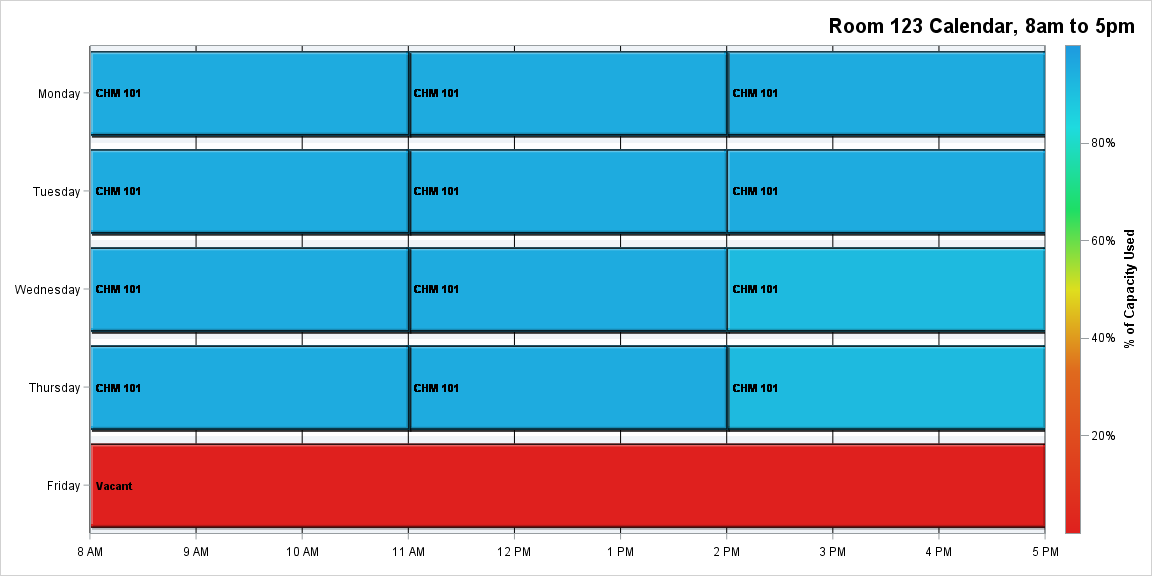 Room 123 Calendar, 8am to 5pm
Monday CHM 101 CHM 101 CHM 101
Tuesday CHM 101 CHM 101 CHM 101
Wednesday CHM 101 CHM 101 CHM 101
Thursday CHM 101 CHM 101 CHM 101
Friday Vacant
8 AM 9 AM 10 AM 11 AM 12 PM 1 PM 2 PM 3 PM 4 PM 5 PM
80%
60%
40%
20%
% of Capacity Used